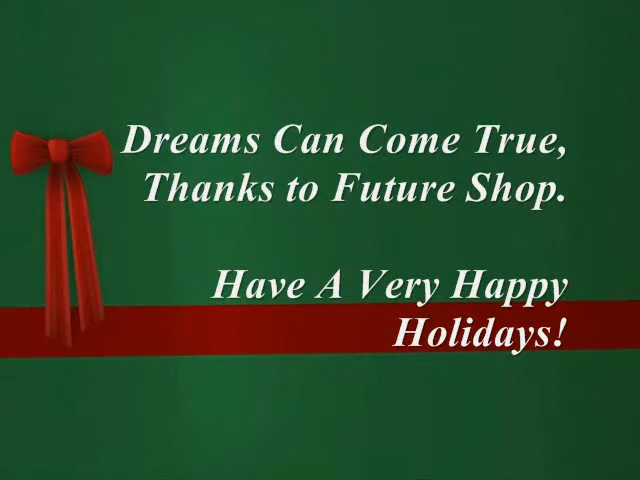 Dreams Can Come True,
Thanks to Future Shop.
Have A Very Happy
Holidays!